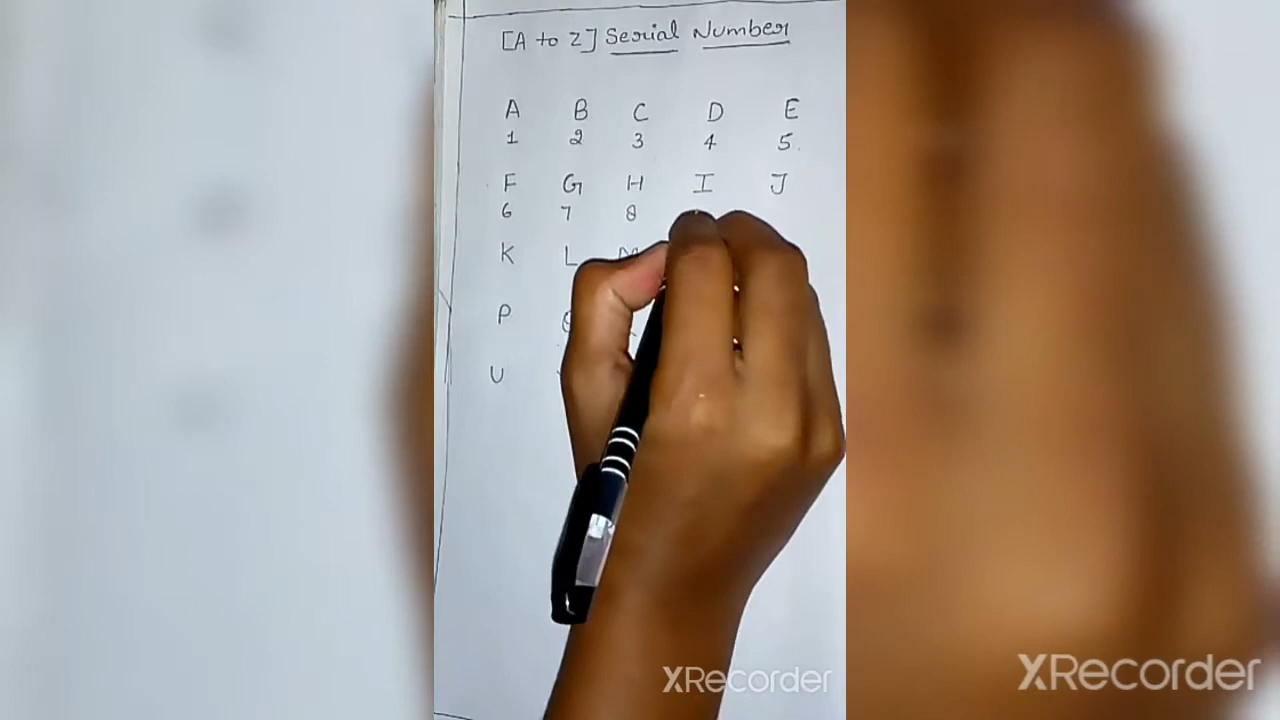 [A to Z] Serial Number
A B C D E
1 2 3 4 5.
F G H I J
6 7 8
K L
P
U
XRecorder
XRecorder